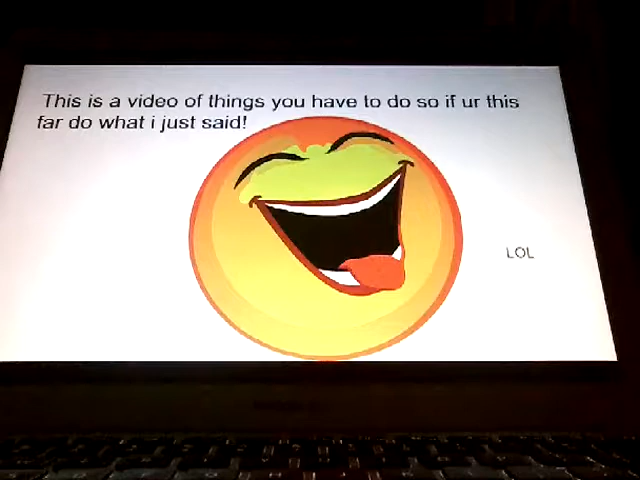 This is a video of things you have to do so if ur this
far do what i just said!
LOL